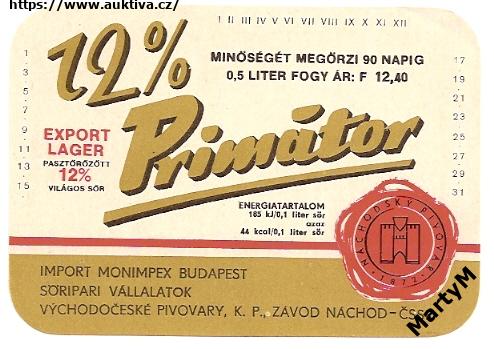 https://www.auktiva.cz/
I II III IV V VI VII VIII IX X XI XII
12%
MINŐSÉGÉT MEGŐRZI 90 NAPIG
0,5 LITER FOGY ÁR: F 12,40
1
3
5
7
9
11
13
15
17
19
21
23
25
27
29
31
Primátor
EXPORT
LAGER
PASZTŐRÖZÖTT
12%
VILÁGOS SÖR
ENERGIATARTALOM
185 kJ/0,1 liter sör
azaz
44 kcal/0,1 liter sör
NÁCHODSKÝ PIVOVAR
1872
IMPORT MONIMPEX BUDAPEST
SÖRIPARI VÁLLALATOK
VÝCHODOČESKÉ PIVOVARY, K. P., ZÁVOD NÁCHOD–ČSS
MartyM